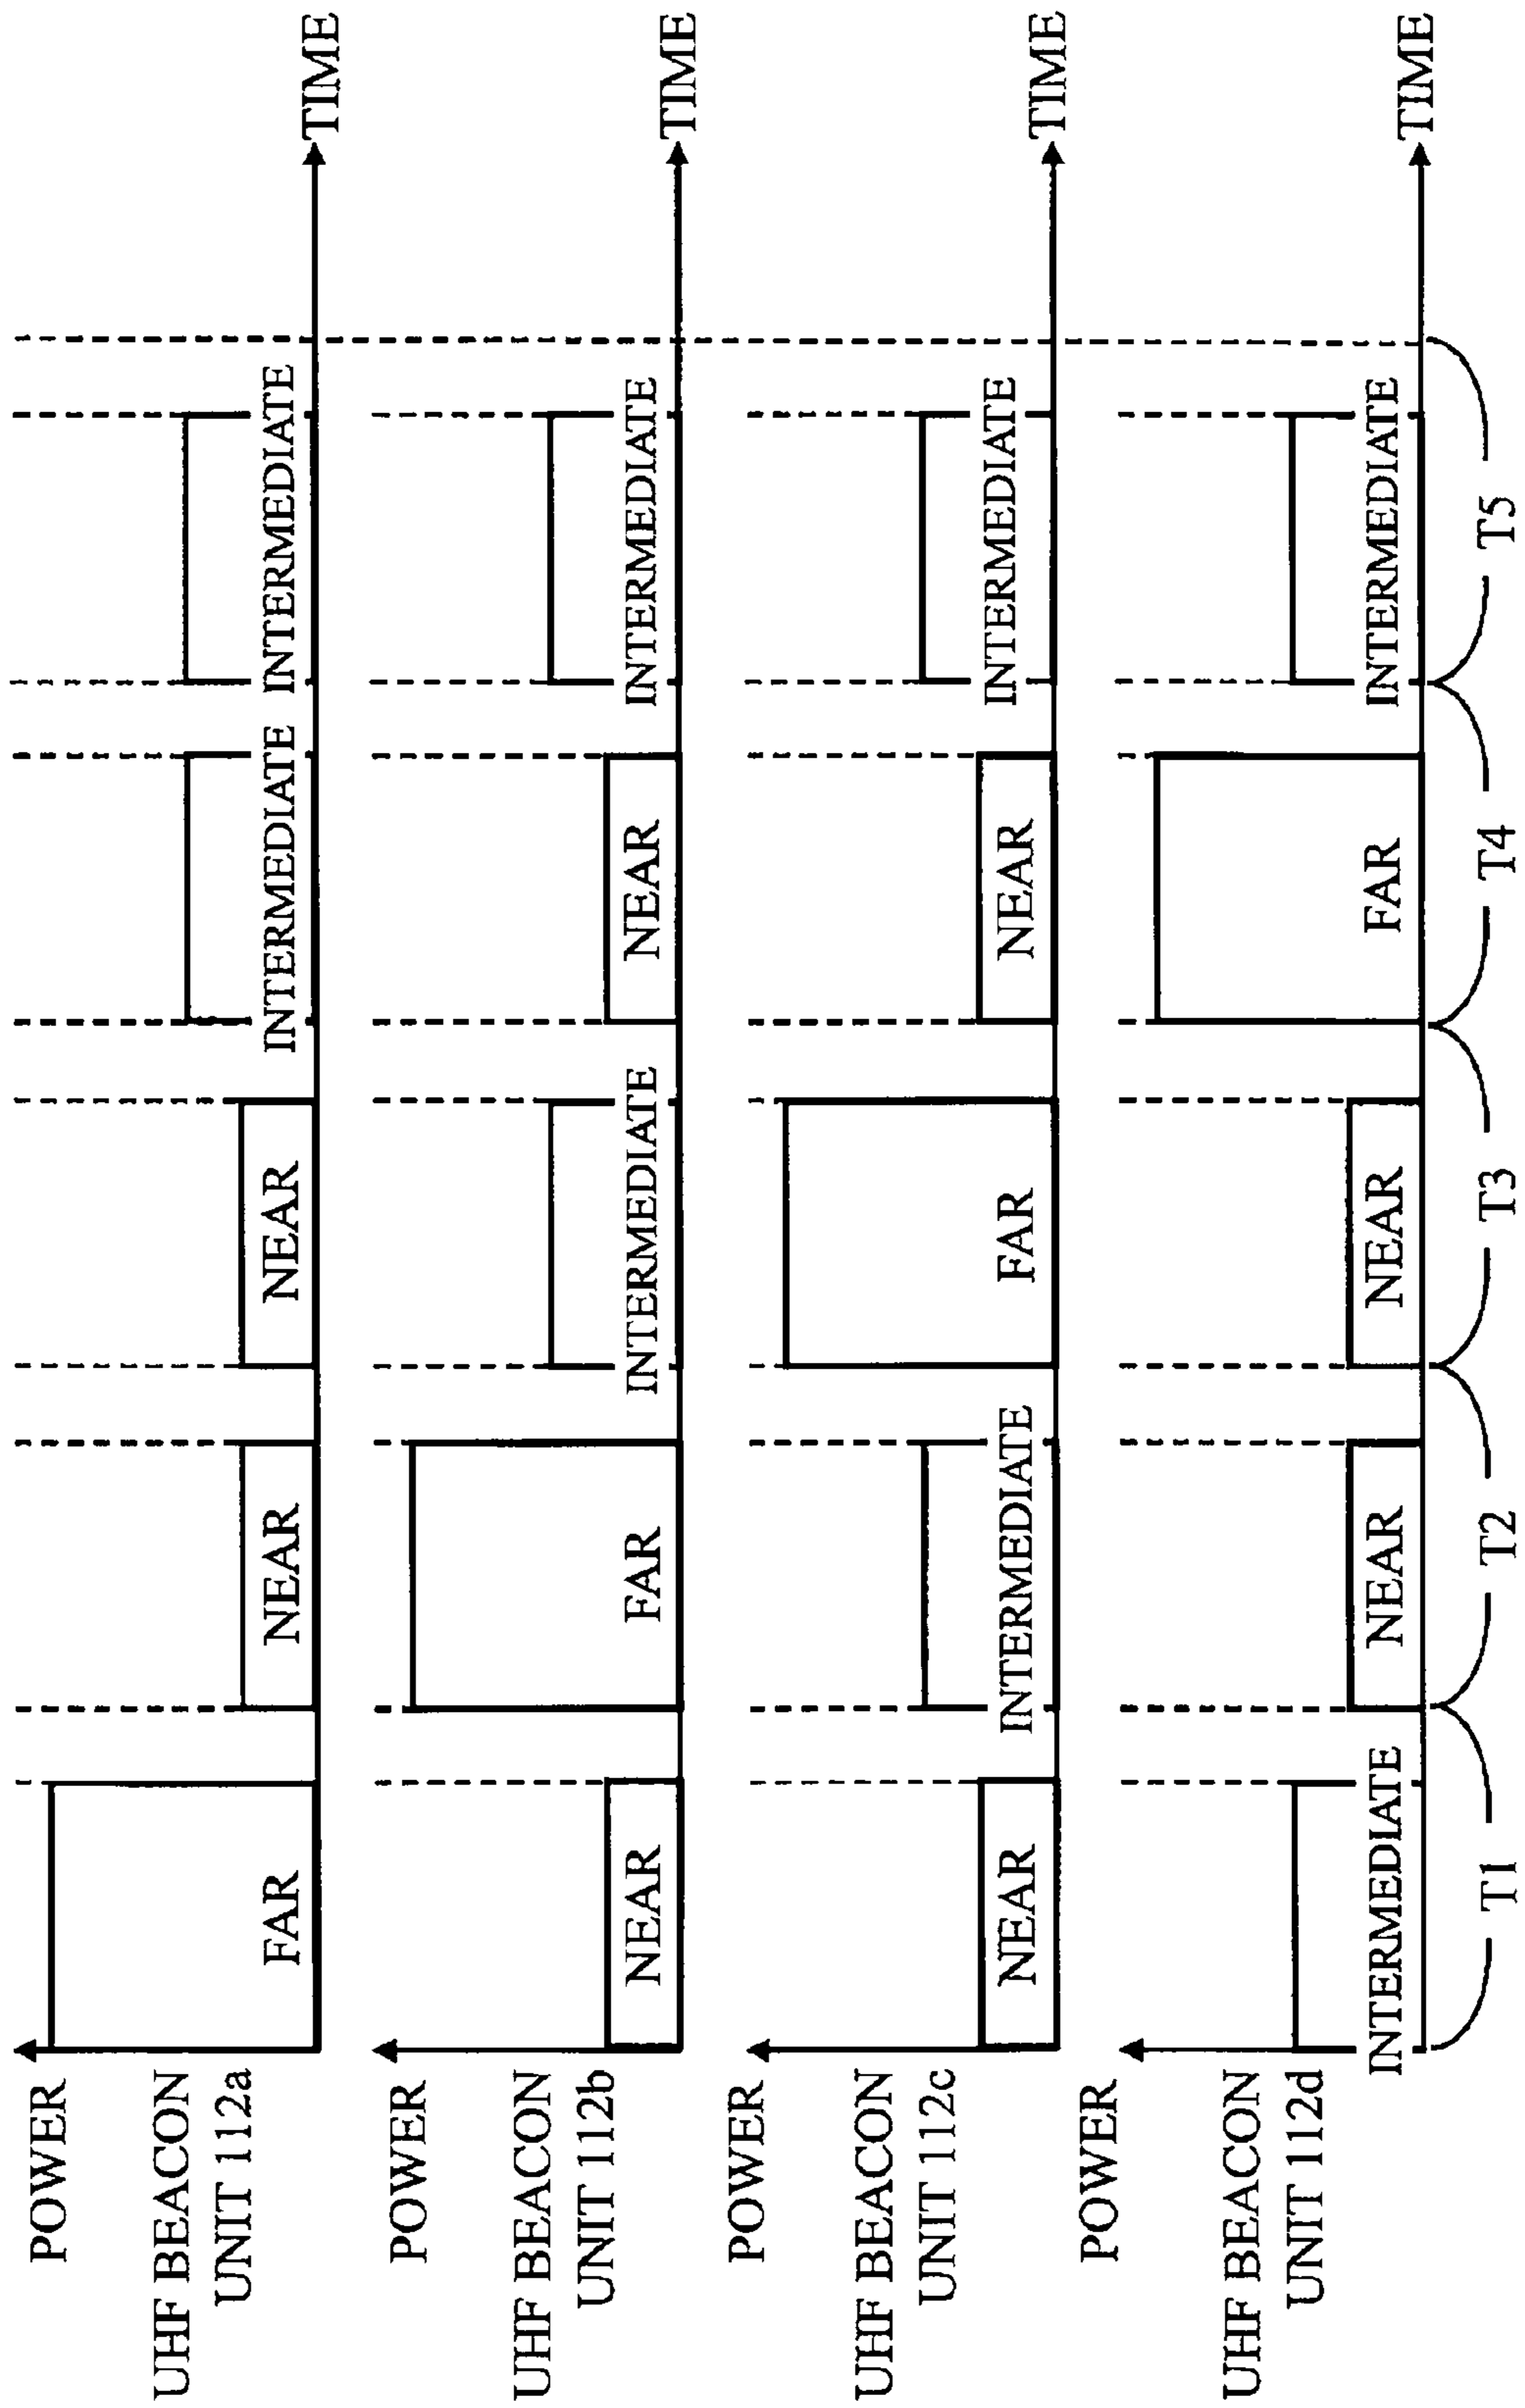 POWER
UHF BEACON
UNIT 112a
FAR
NEAR
NEAR
INTERMEDIATE
INTERMEDIATE
TIME
POWER
UHF BEACON
UNIT 112b
NEAR
FAR
INTERMEDIATE
NEAR
INTERMEDIATE
TIME
POWER
UHF BEACON
UNIT 112c
NEAR
INTERMEDIATE
FAR
NEAR
INTERMEDIATE
TIME
POWER
UHF BEACON
UNIT 112d
INTERMEDIATE
NEAR
NEAR
FAR
INTERMEDIATE
TIME
T1
T2
T3
T4
T5